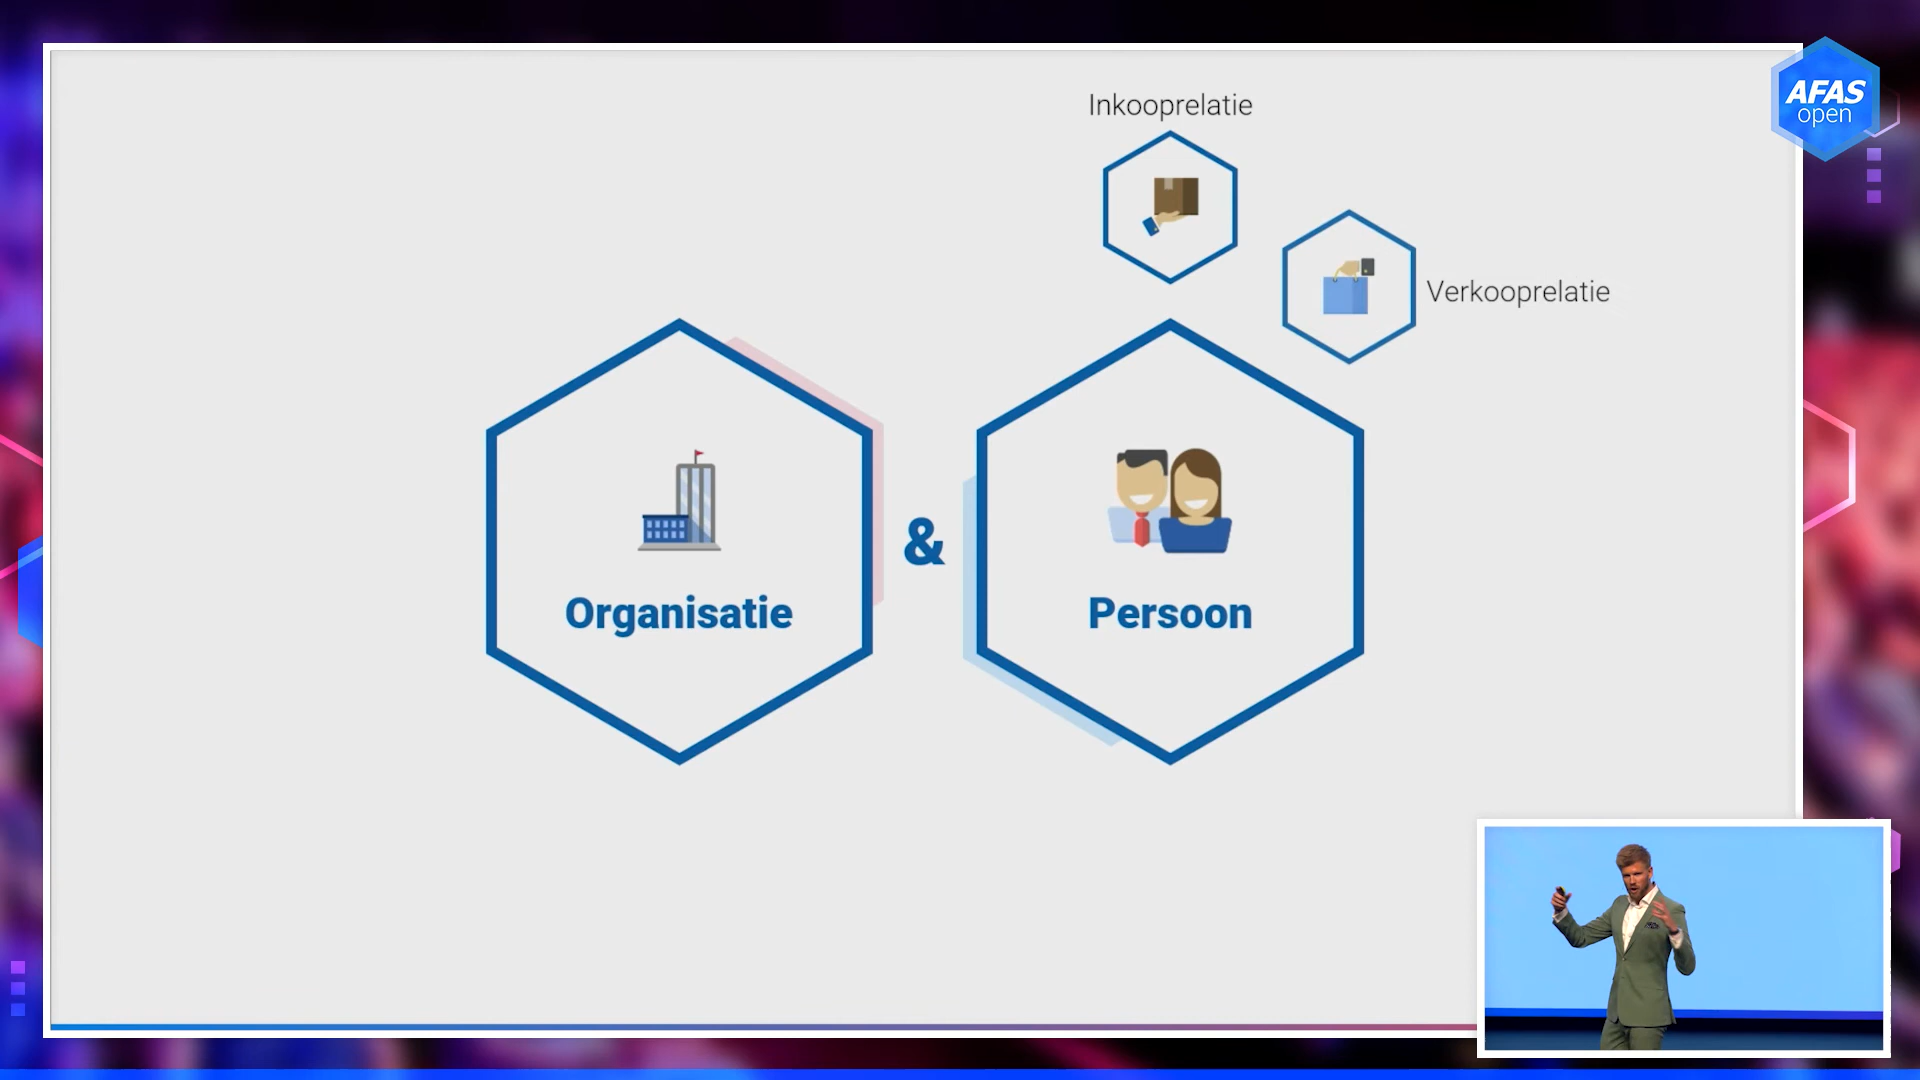 Inkooprelatie
AFAS
open
Verkooprelatie
&
Organisatie
Persoon